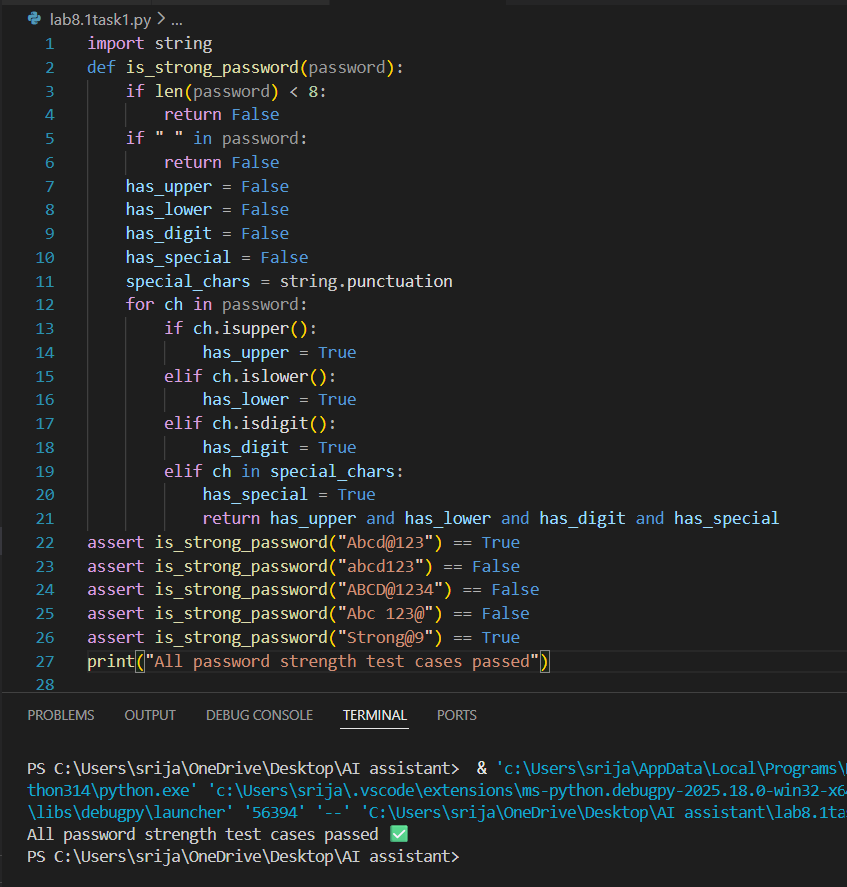 lab8.1task1.py > ...
1 import string
2 def is_strong_password(password):
3     if len(password) < 8:
4         return False
5     if " " in password:
6         return False
7     has_upper = False
8     has_lower = False
9     has_digit = False
10     has_special = False
11     special_chars = string.punctuation
12     for ch in password:
13         if ch.isupper():
14             has_upper = True
15         elif ch.islower():
16             has_lower = True
17         elif ch.isdigit():
18             has_digit = True
19         elif ch in special_chars:
20             has_special = True
21             return has_upper and has_lower and has_digit and has_special
22 assert is_strong_password("Abcd@123") == True
23 assert is_strong_password("abcd123") == False
24 assert is_strong_password("ABCD@1234") == False
25 assert is_strong_password("Abc 123@") == False
26 assert is_strong_password("Strong@9") == True
27 print("All password strength test cases passed")
28
PROBLEMS OUTPUT DEBUG CONSOLE TERMINAL PORTS
PS C:\Users\srija\OneDrive\Desktop\AI assistant>  & 'c:\Users\srija\AppData\Local\Programs\
thon314\python.exe' 'c:\Users\srija\.vscode\extensions\ms-python.debugpy-2025.18.0-win32-x6
\libs\debugpy\launcher' '56394' '--' 'C:\Users\srija\OneDrive\Desktop\AI assistant\lab8.1ta
All password strength test cases passed ✅
PS C:\Users\srija\OneDrive\Desktop\AI assistant>